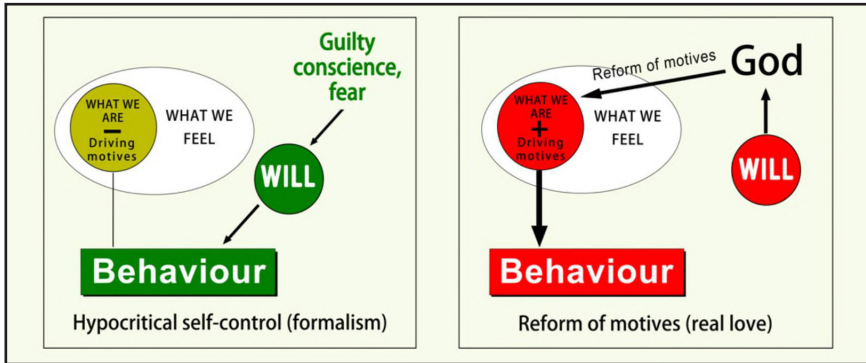 Guilty
conscience,
fear
WHAT WE
ARE
–
Driving
motives
WHAT WE
FEEL
WILL
Behaviour
Hypocritical self-control (formalism)
Reform of motives
God
WHAT WE
ARE
+
Driving
motives
WHAT WE
FEEL
WILL
Behaviour
Reform of motives (real love)